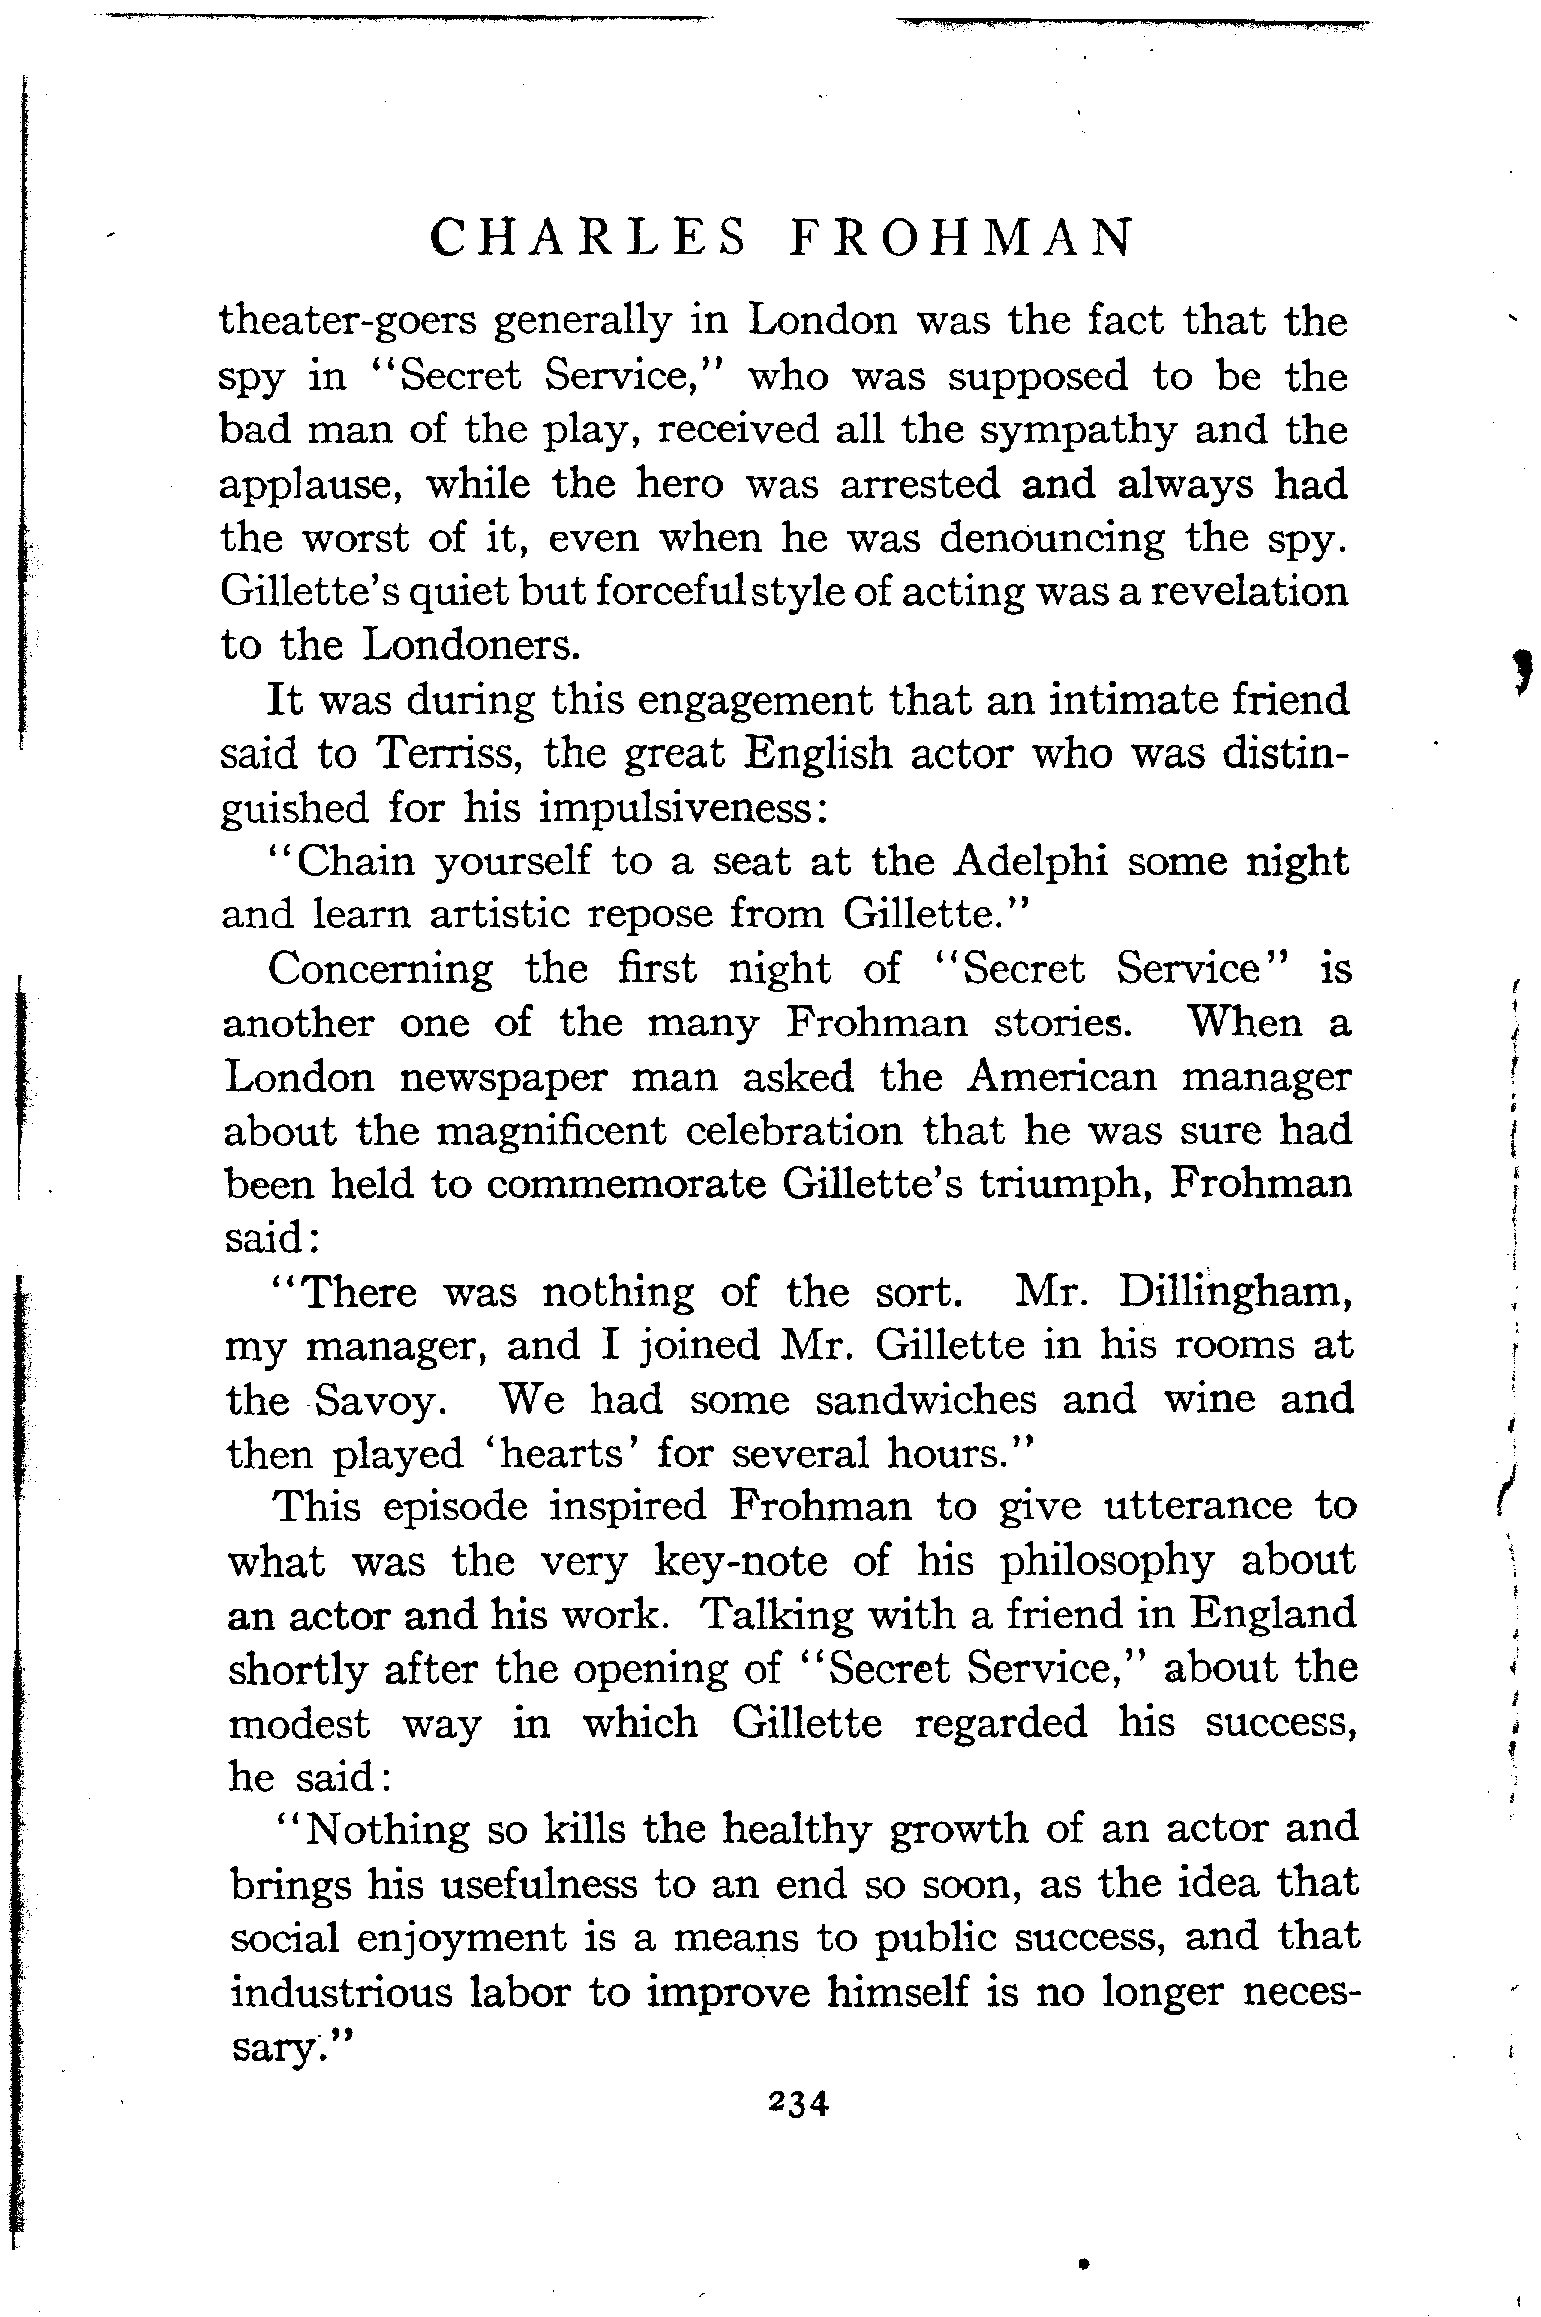 CHARLES FROHMAN
theater-goers generally in London was the fact that the
spy in "Secret Service," who was supposed to be the
bad man of the play, received all the sympathy and the
applause, while the hero was arrested and always had
the worst of it, even when he was denouncing the spy.
Gillette's quiet but forceful style of acting was a revelation
to the Londoners.
It was during this engagement that an intimate friend
said to Terriss, the great English actor who was distin-
guished for his impulsiveness:
"Chain yourself to a seat at the Adelphi some night
and learn artistic repose from Gillette."
Concerning the first night of "Secret Service" is
another one of the many Frohman stories. When a
London newspaper man asked the American manager
about the magnificent celebration that he was sure had
been held to commemorate Gillette's triumph, Frohman
said:
"There was nothing of the sort. Mr. Dillingham,
my manager, and I joined Mr. Gillette in his rooms at
the Savoy. We had some sandwiches and wine and
then played 'hearts' for several hours."
This episode inspired Frohman to give utterance to
what was the very key-note of his philosophy about
an actor and his work. Talking with a friend in England
shortly after the opening of "Secret Service," about the
modest way in which Gillette regarded his success,
he said:
"Nothing so kills the healthy growth of an actor and
brings his usefulness to an end so soon, as the idea that
social enjoyment is a means to public success, and that
industrious labor to improve himself is no longer neces-
sary."
234